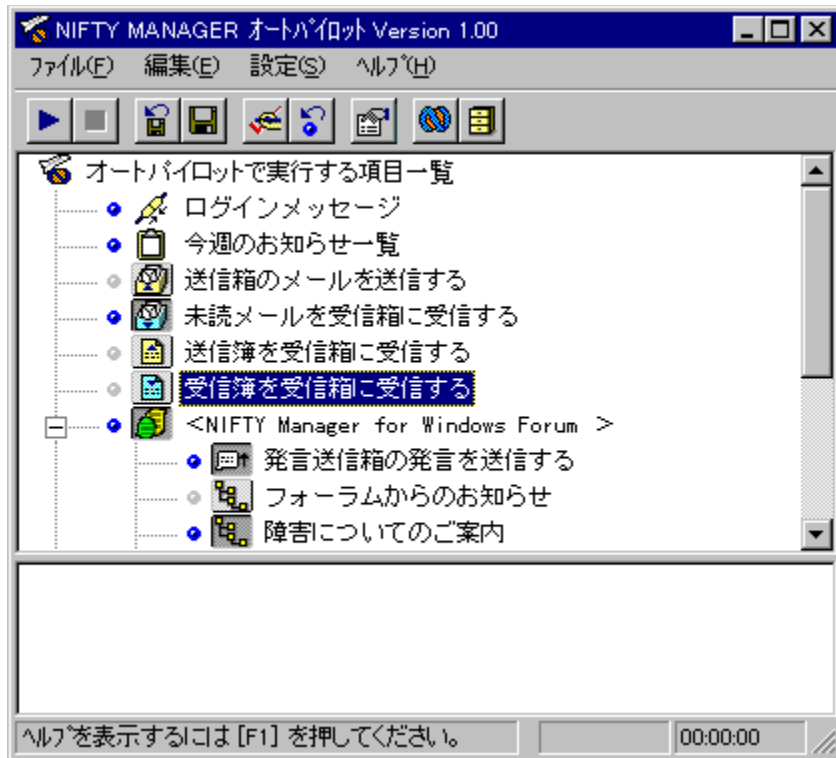 NIFTY MANAGER ｵｰﾄﾊﾟｲﾛｯﾄ Version 1.00
ﾌｧｲﾙ(F) 編集(E) 設定(S) ﾍﾙﾌﾟ(H)
オートパイロットで実行する項目一覧
ログインメッセージ
今週のお知らせ一覧
送信箱のメールを送信する
未読メールを受信箱に受信する
送信簿を受信箱に受信する
受信簿を受信箱に受信する
<NIFTY Manager for Windows Forum >
発言送信箱の発言を送信する
フォーラムからのお知らせ
障害についてのご案内
ﾍﾙﾌﾟを表示するには [F1] を押してください。 00:00:00